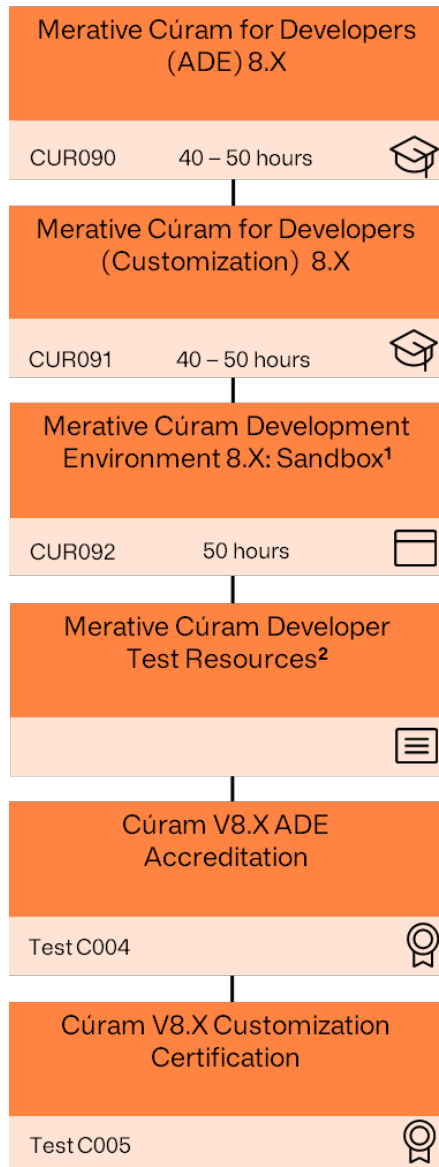 Merative Cúram for Developers
(ADE) 8.X
CUR090 40 – 50 hours
Merative Cúram for Developers
(Customization) 8.X
CUR091 40 – 50 hours
Merative Cúram Development
Environment 8.X: Sandbox¹
CUR092 50 hours
Merative Cúram Developer
Test Resources²
Cúram V8.X ADE
Accreditation
Test C004
Cúram V8.X Customization
Certification
Test C005